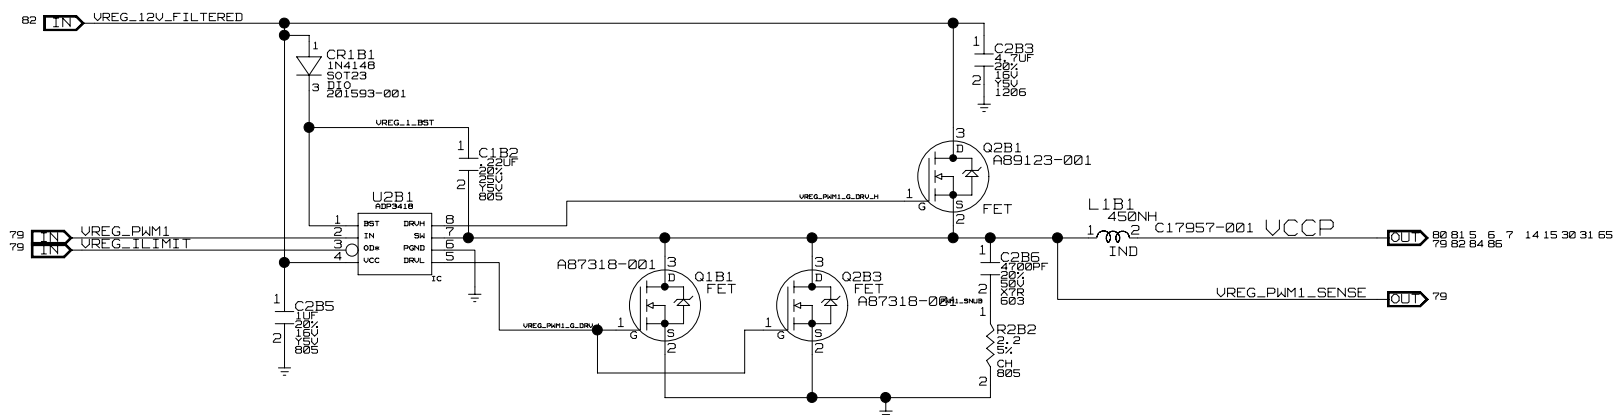 82 IN VREG_12V_FILTERED
1
CR1B1
1N4148
SOT23
DIO
201593-001
3
1
C2B3
4.7UF
20%
16V
Y5V
1206
2
VREG_1_BST
1
C1B2
.22UF
20%
25V
Y5V
805
2
3
D
Q2B1
A89123-001
1
G
S
2
FET
VREG_PWM1_G_DRV_H
U2B1
ADP3418
1 BST DRVH 8
2 IN SW 7
3 OD# PGND 6
4 VCC DRVL 5
IC
79 IN VREG_PWM1
79 IN VREG_ILIMIT
L1B1
450NH
C17957-001
1 2
IND
VCCP
OUT 80 81 5 6 7 14 15 30 31 65
79 82 84 86
A87318-001
3
D
Q1B1
FET
1
G
S
2
3
D
Q2B3
FET
A87318-001
1
G
S
2
1
C2B6
4700PF
20%
50V
X7R
603
2
VREG_PWM1_SENSE OUT 79
1
C2B5
1UF
20%
16V
Y5V
805
2
1
R2B2
2.2
5%
CH
805
2